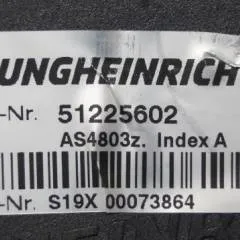 UNGHEINRICH
-Nr. 51225602
AS4803z. Index A
-Nr. S19X 00073864